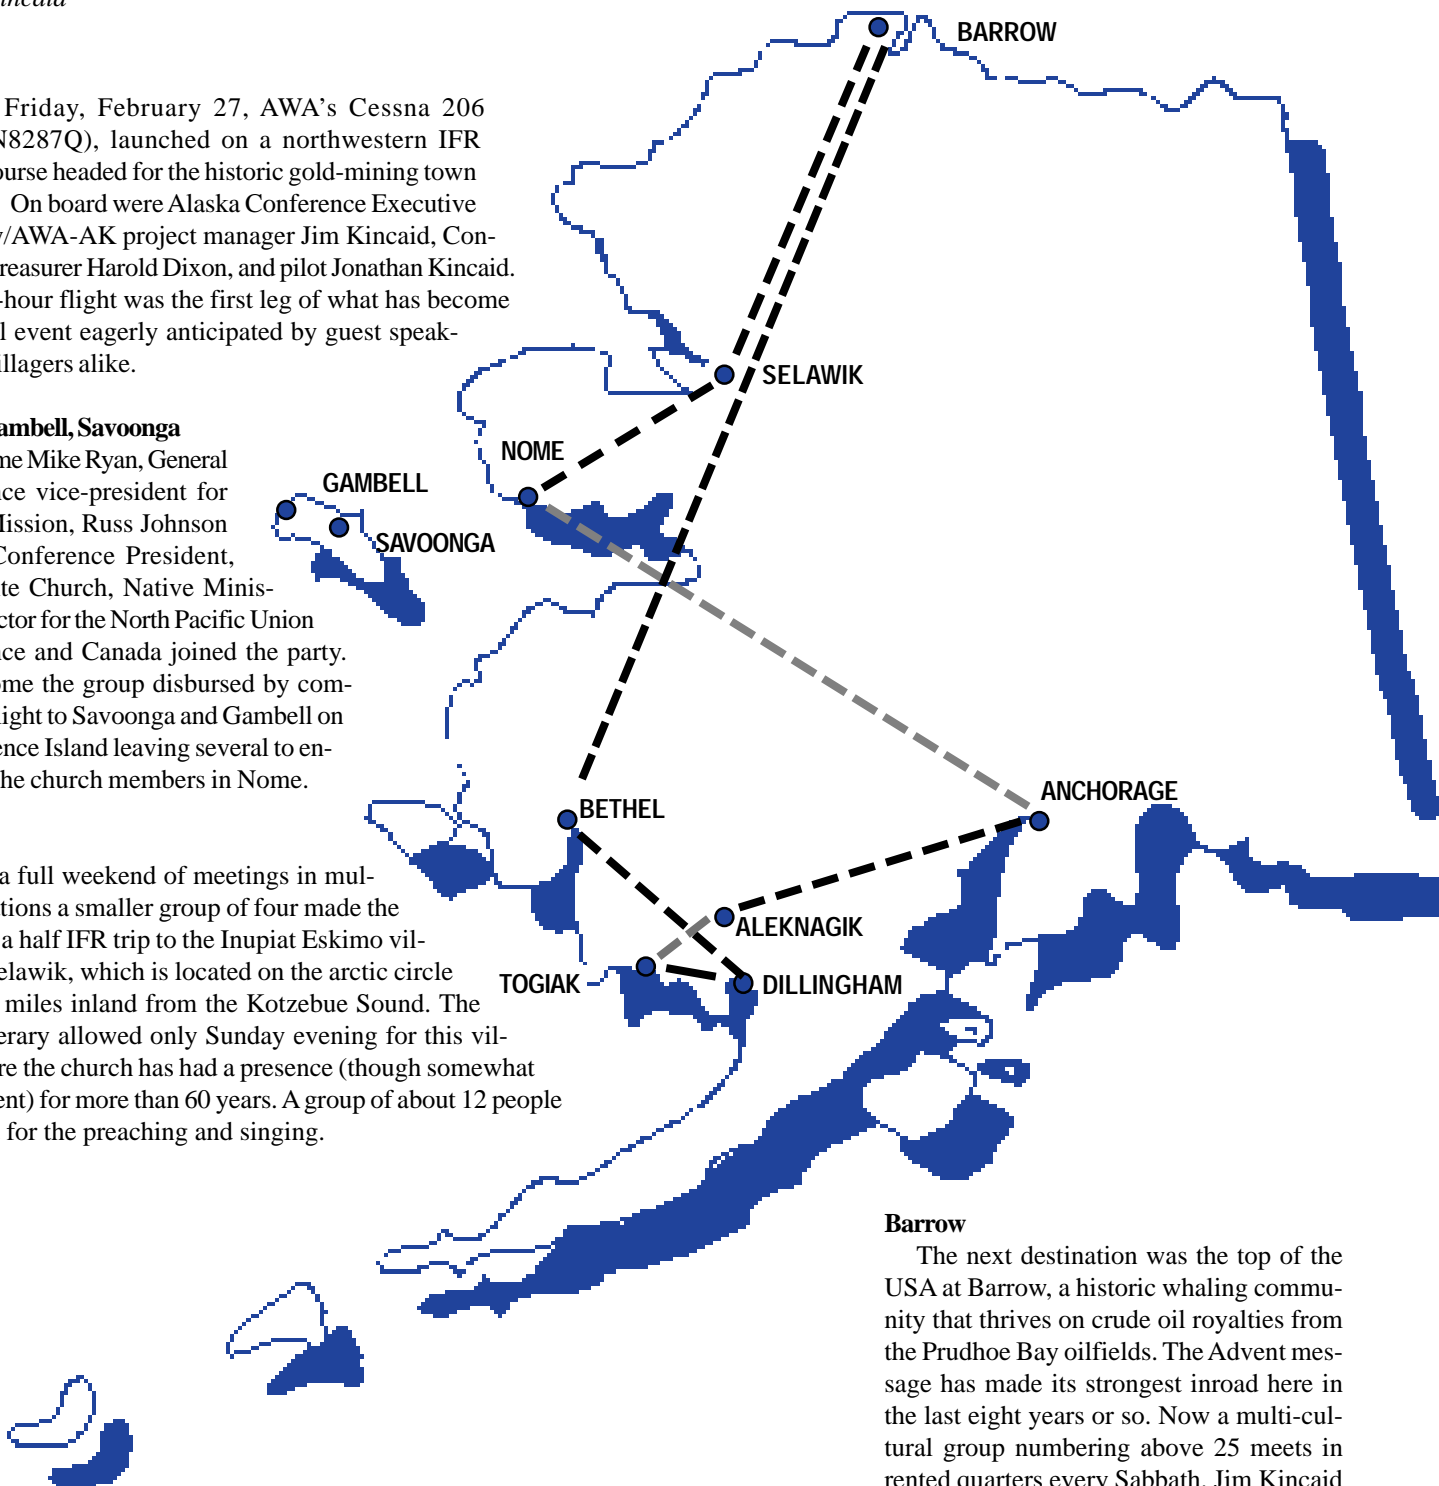 Kincaid
Friday, February 27, AWA's Cessna 206
N8287Q), launched on a northwestern IFR
ourse headed for the historic gold-mining town
On board were Alaska Conference Executive
/AWA-AK project manager Jim Kincaid, Con-
reasurer Harold Dixon, and pilot Jonathan Kincaid.
-hour flight was the first leg of what has become
l event eagerly anticipated by guest speak-
illagers alike.
ambell, Savoonga
me Mike Ryan, General
nce vice-president for
Mission, Russ Johnson
Conference President,
te Church, Native Minis-
ctor for the North Pacific Union
nce and Canada joined the party.
ome the group disbursed by com-
light to Savoonga and Gambell on
ence Island leaving several to en-
he church members in Nome.
a full weekend of meetings in mul-
tions a smaller group of four made the
a half IFR trip to the Inupiat Eskimo vil-
elawik, which is located on the arctic circle
miles inland from the Kotzebue Sound. The
erary allowed only Sunday evening for this vil-
re the church has had a presence (though somewhat
ent) for more than 60 years. A group of about 12 people
for the preaching and singing.
BARROW
SELAWIK
NOME
GAMBELL
SAVOONGA
ANCHORAGE
BETHEL
ALEKNAGIK
TOGIAK
DILLINGHAM
Barrow
The next destination was the top of the
USA at Barrow, a historic whaling commu-
nity that thrives on crude oil royalties from
the Prudhoe Bay oilfields. The Advent mes-
sage has made its strongest inroad here in
the last eight years or so. Now a multi-cul-
tural group numbering above 25 meets in
rented quarters every Sabbath. Jim Kincaid